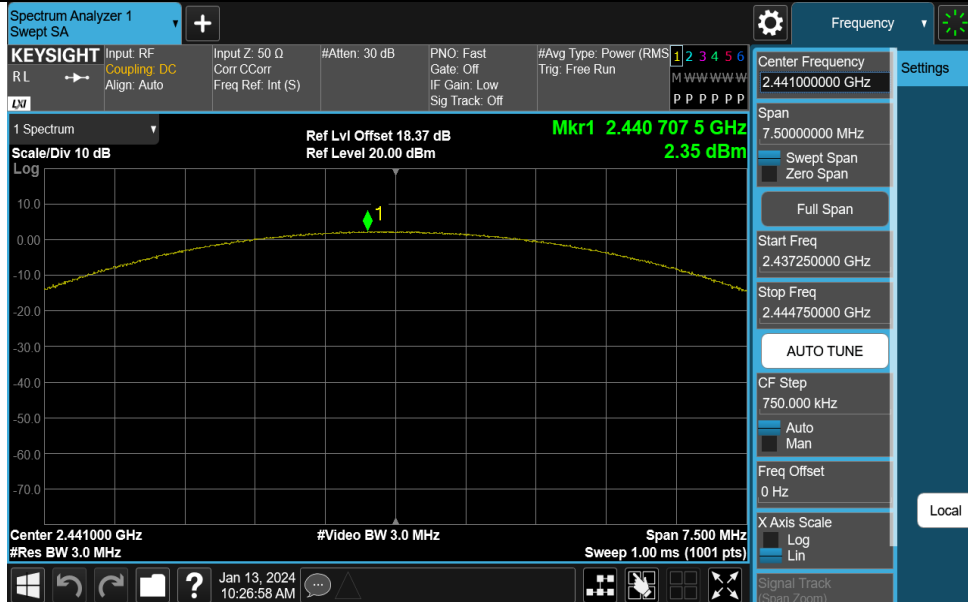 Spectrum Analyzer 1
Swept SA
Frequency
KEYSIGHT
R L
LXI
Input: RF
Coupling: DC
Align: Auto
Input Z: 50 Ω
Corr CCorr
Freq Ref: Int (S)
#Atten: 30 dB
PNO: Fast
Gate: Off
IF Gain: Low
Sig Track: Off
#Avg Type: Power (RMS
Trig: Free Run
1 2 3 4 5 6
M W W W W W
P P P P P P
Center Frequency
2.441000000 GHz
Settings
Span
7.50000000 MHz
Swept Span
Zero Span
Full Span
Start Freq
2.437250000 GHz
Stop Freq
2.444750000 GHz
AUTO TUNE
CF Step
750.000 kHz
Auto
Man
Freq Offset
0 Hz
X Axis Scale
Log
Lin
Signal Track
(Span Zoom)
Local
1 Spectrum
Scale/Div 10 dB
Log
Ref Lvl Offset 18.37 dB
Ref Level 20.00 dBm
Mkr1 2.440 707 5 GHz
2.35 dBm
1
10.0
0.00
-10.0
-20.0
-30.0
-40.0
-50.0
-60.0
-70.0
Center 2.441000 GHz
#Res BW 3.0 MHz
#Video BW 3.0 MHz
Span 7.500 MHz
Sweep 1.00 ms (1001 pts)
?
Jan 13, 2024
10:26:58 AM